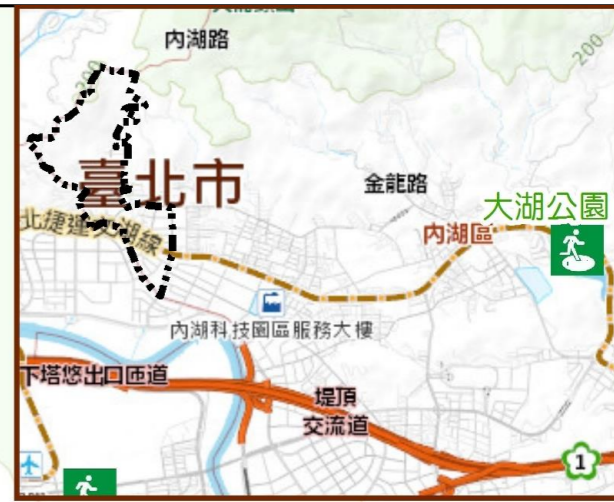 內湖路
200
200
臺北市
金龍路
大湖公園
內湖區
北捷運文湖線
內湖科技園區服務大樓
下塔悠出口匝道
堤頂
交流道
1